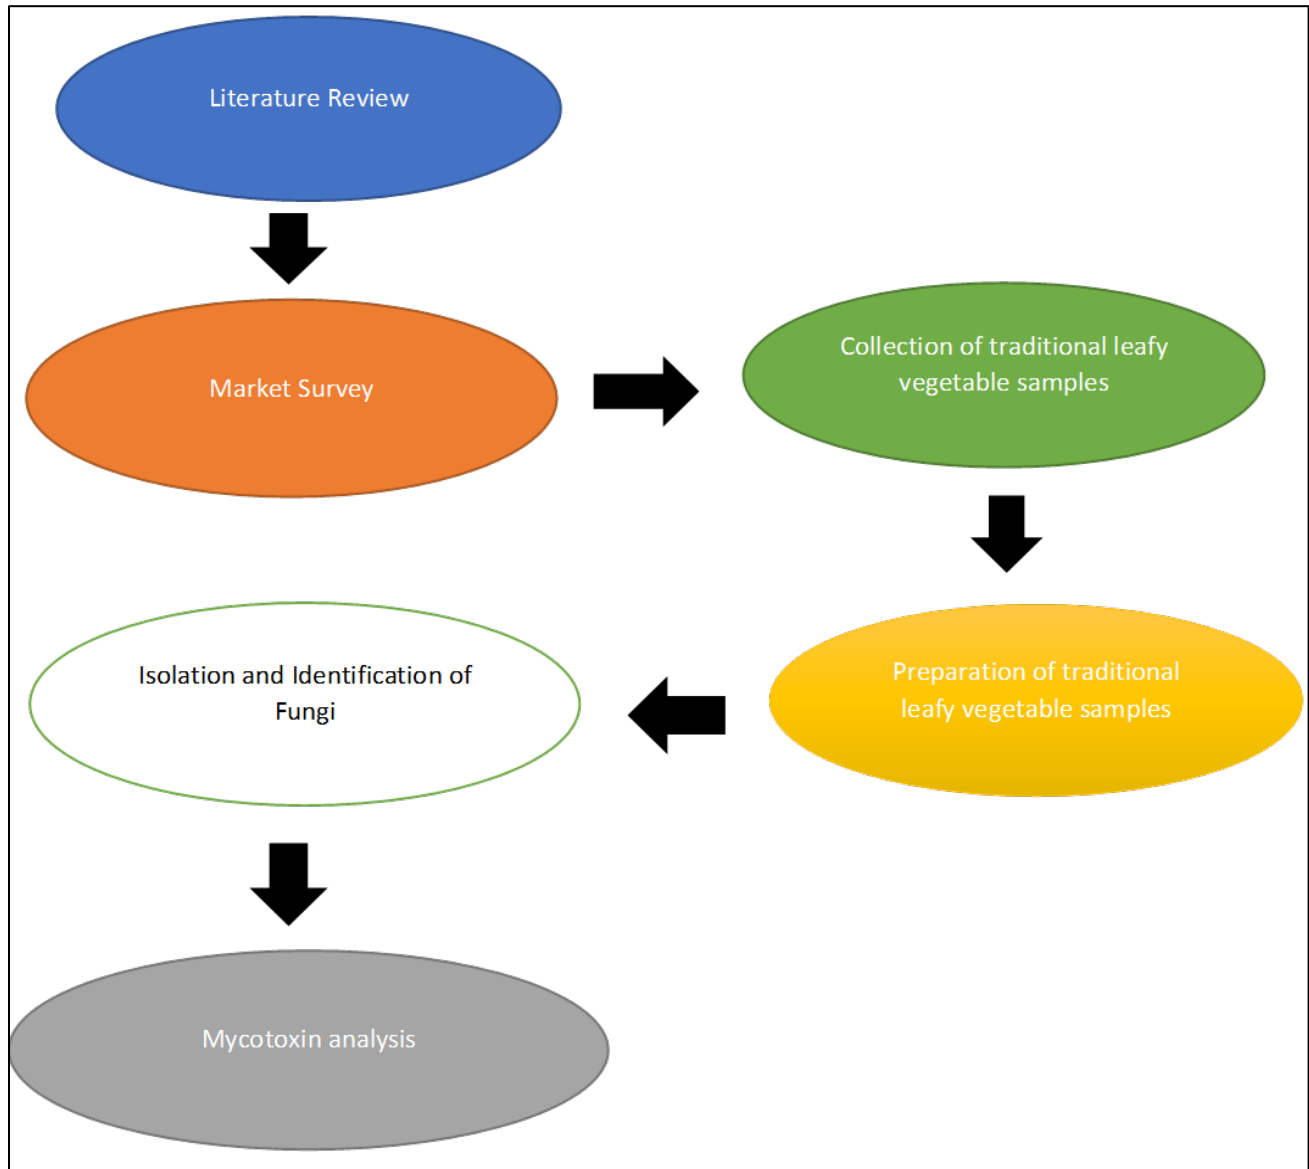 Literature Review
Market Survey
Collection of traditional leafy
vegetable samples
Preparation of traditional
leafy vegetable samples
Isolation and Identification of
Fungi
Mycotoxin analysis